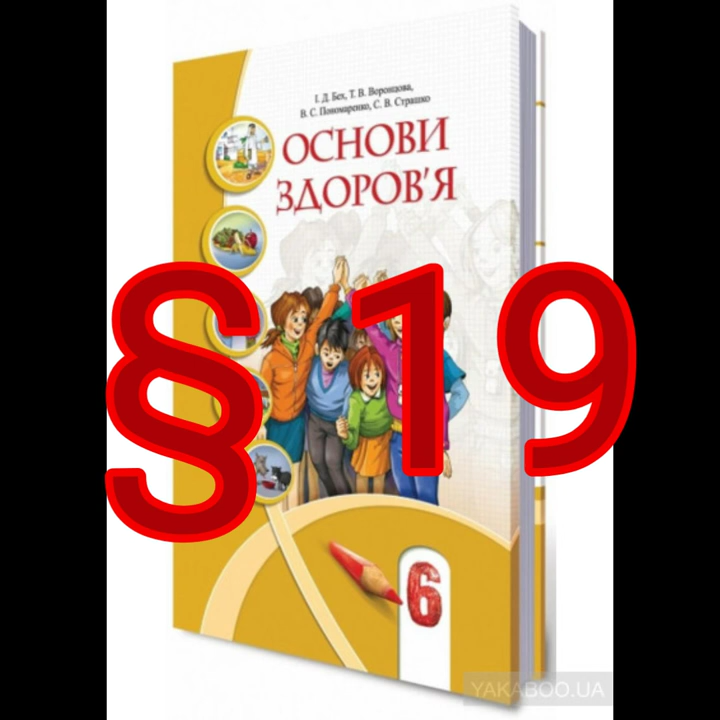 І. Д. Бех, Т. В. Воронцова,
В. С. Пономаренко, С. В. Страшко
ОСНОВИ
ЗДОРОВ'Я
§ 19
6
YAKABOO.UA